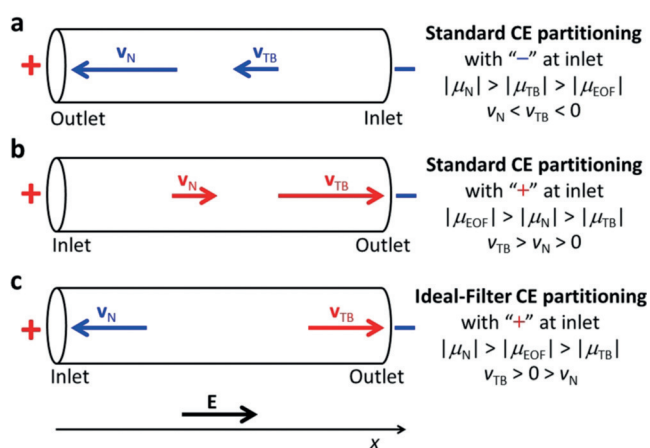 a
v_N
v_TB
+
−
Outlet
Inlet
Standard CE partitioning
with “−” at inlet
|μ_N| > |μ_TB| > |μ_EOF|
v_N < v_TB < 0
b
v_N
v_TB
+
−
Inlet
Outlet
Standard CE partitioning
with “+” at inlet
|μ_EOF| > |μ_N| > |μ_TB|
v_TB > v_N > 0
c
v_N
v_TB
+
−
Inlet
Outlet
Ideal-Filter CE partitioning
with “+” at inlet
|μ_N| > |μ_EOF| > |μ_TB|
v_TB > 0 > v_N
E
x